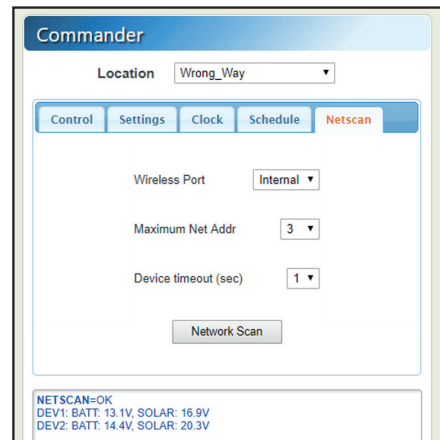 Commander
Location Wrong_Way
Control Settings Clock Schedule Netscan
Wireless Port Internal
Maximum Net Addr 3
Device timeout (sec) 1
Network Scan
NETSCAN=OK
DEV1: BATT: 13.1V, SOLAR: 16.9V
DEV2: BATT: 14.4V, SOLAR: 20.3V